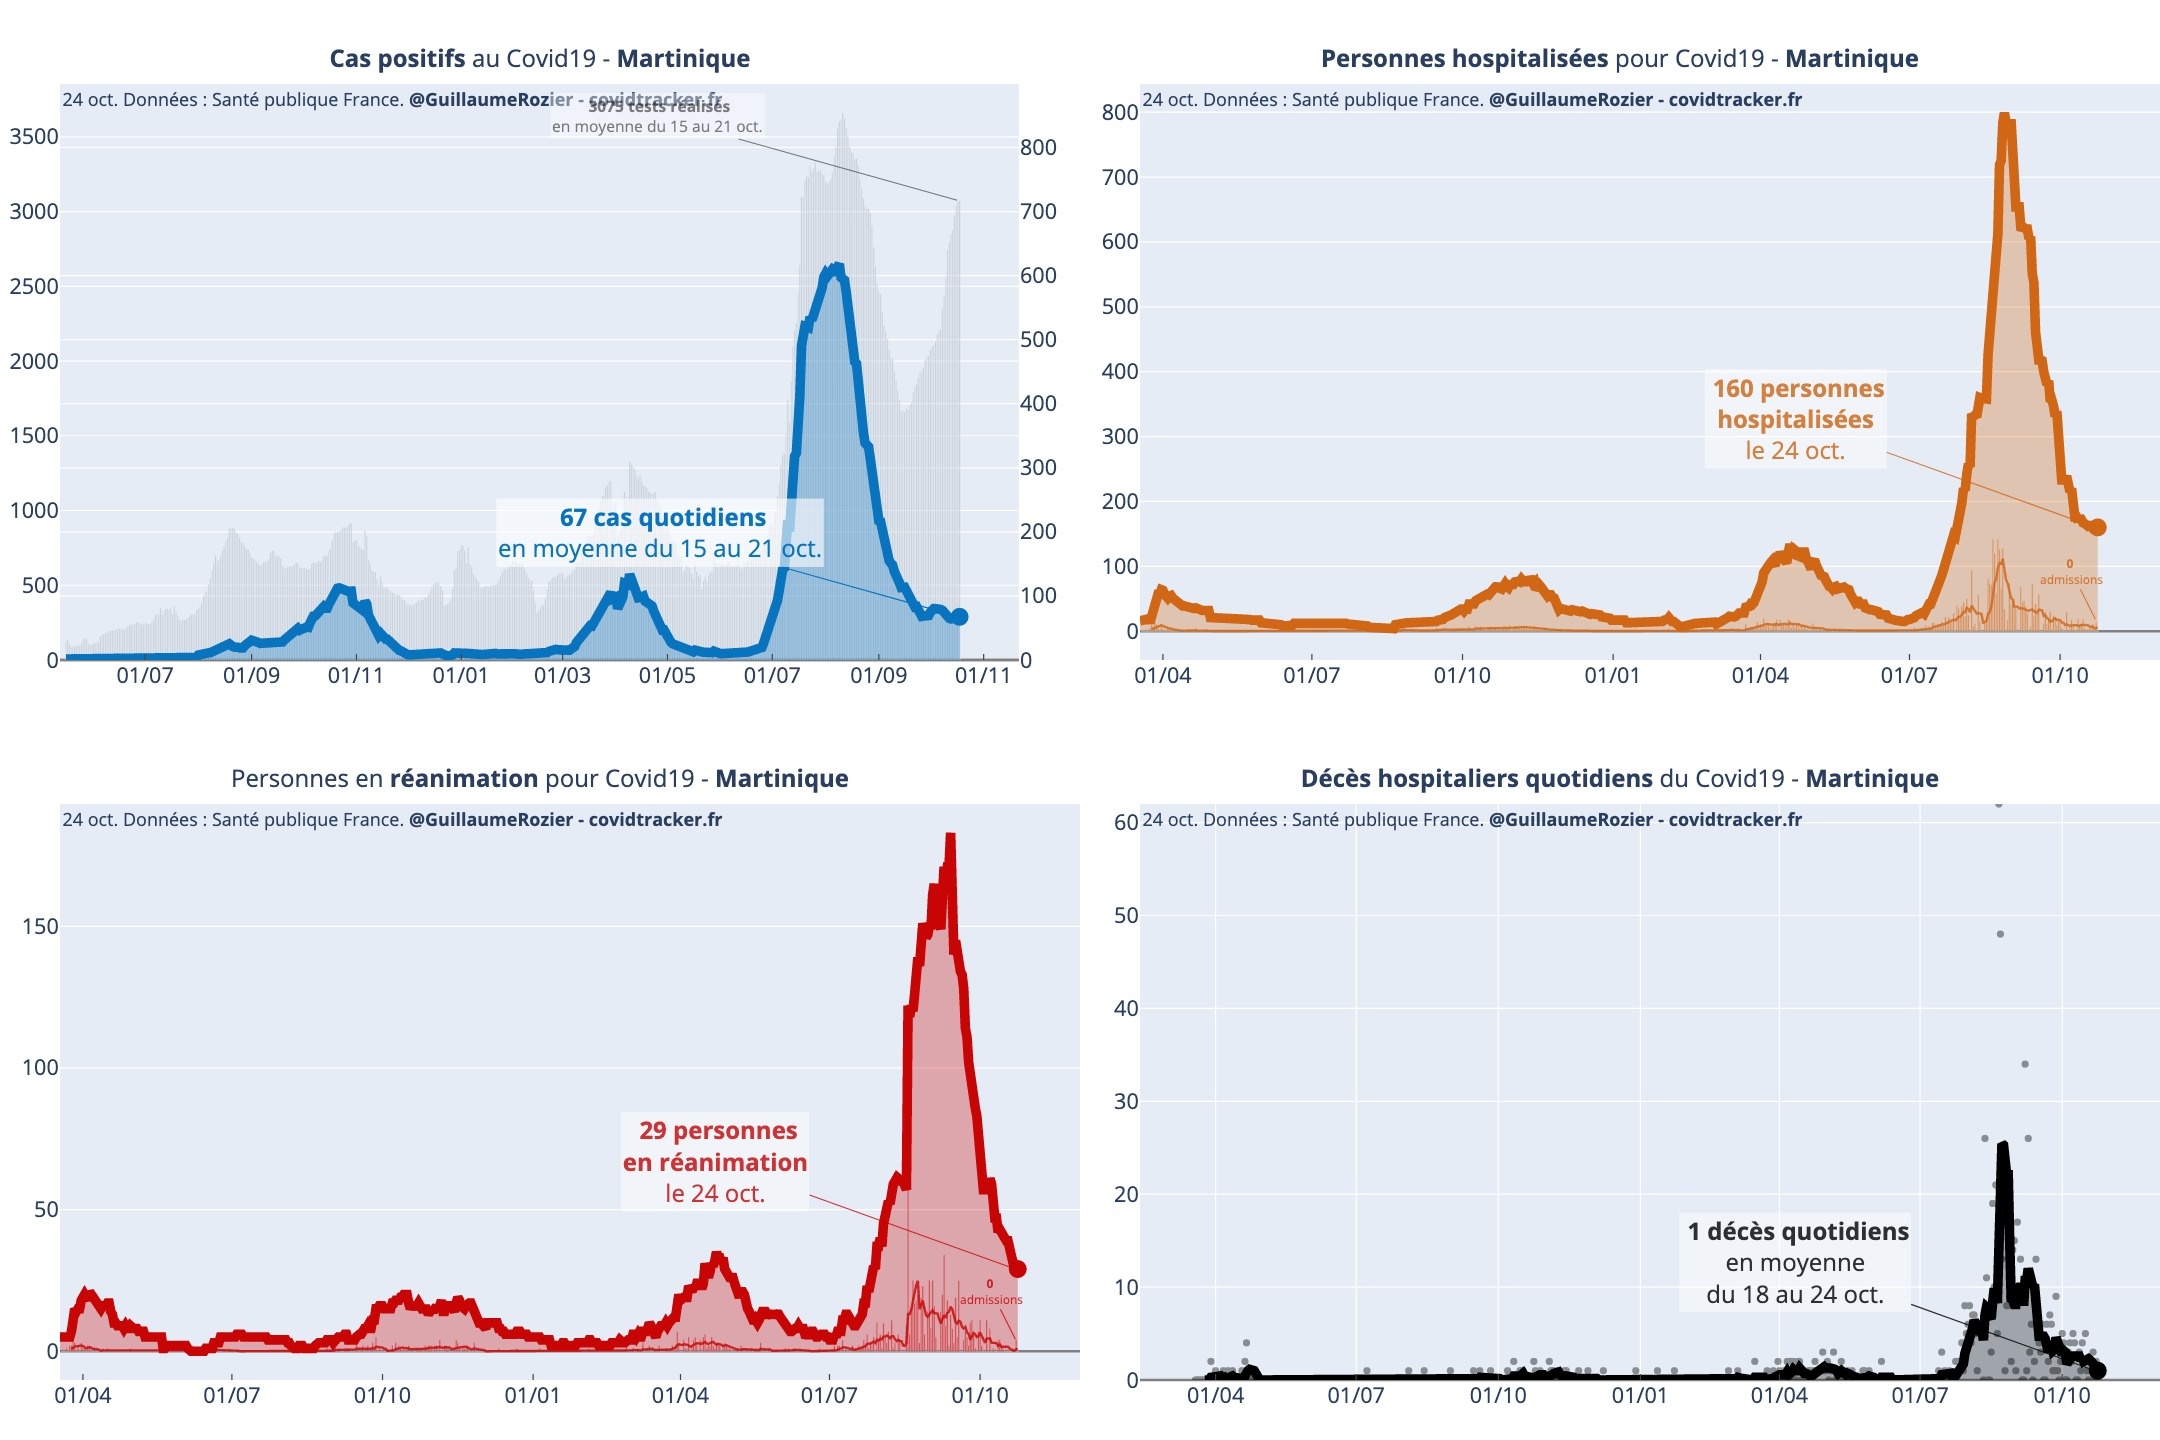 Cas positifs au Covid19 - Martinique
24 oct. Données : Santé publique France. @GuillaumeRozier - covidtracker.fr
3075 tests réalisés
en moyenne du 15 au 21 oct.
3500
3000
2500
2000
1500
1000
500
0
800
700
600
500
400
300
200
100
0
67 cas quotidiens
en moyenne du 15 au 21 oct.
01/07 01/09 01/11 01/01 01/03 01/05 01/07 01/09 01/11
Personnes hospitalisées pour Covid19 - Martinique
24 oct. Données : Santé publique France. @GuillaumeRozier - covidtracker.fr
800
700
600
500
400
300
200
100
0
160 personnes
hospitalisées
le 24 oct.
0
admissions
01/04 01/07 01/10 01/01 01/04 01/07 01/10
Personnes en réanimation pour Covid19 - Martinique
24 oct. Données : Santé publique France. @GuillaumeRozier - covidtracker.fr
150
100
50
0
29 personnes
en réanimation
le 24 oct.
0
admissions
01/04 01/07 01/10 01/01 01/04 01/07 01/10
Décès hospitaliers quotidiens du Covid19 - Martinique
24 oct. Données : Santé publique France. @GuillaumeRozier - covidtracker.fr
60
50
40
30
20
10
0
1 décès quotidiens
en moyenne
du 18 au 24 oct.
01/04 01/07 01/10 01/01 01/04 01/07 01/10